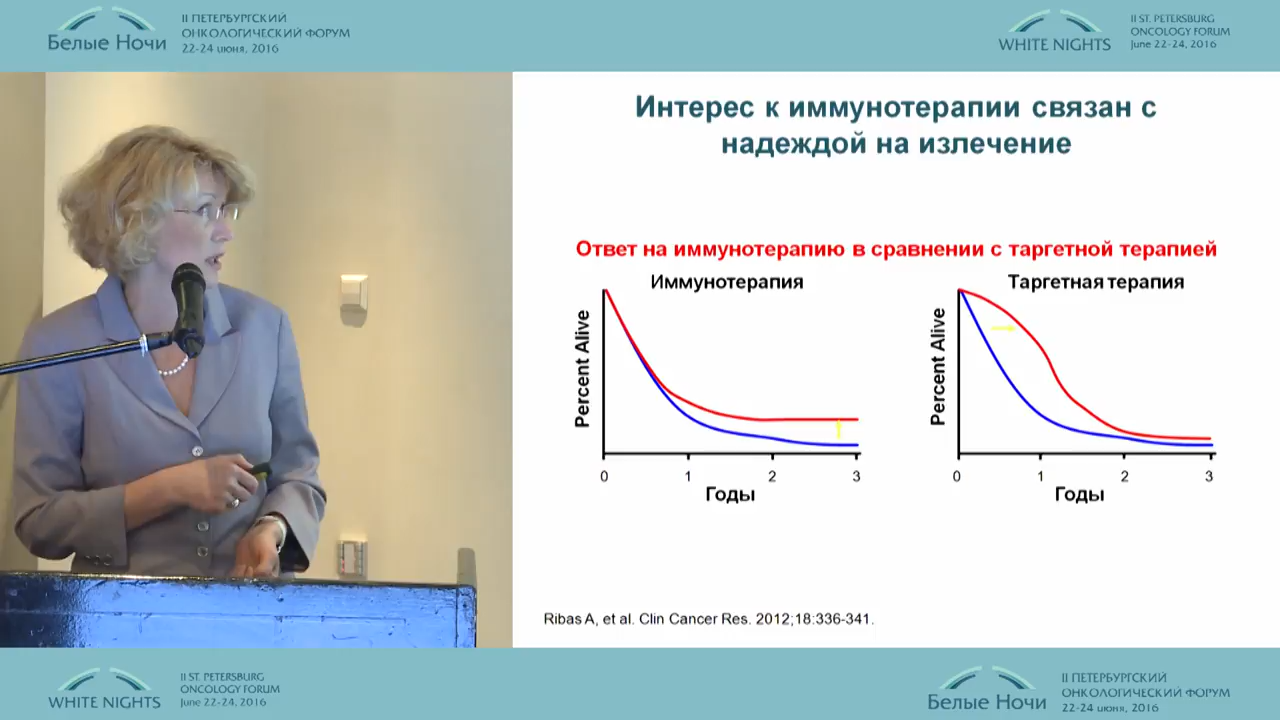 Белые Ночи
II ПЕТЕРБУРГСКИЙ
ОНКОЛОГИЧЕСКИЙ ФОРУМ
22-24 июня, 2016
WHITE NIGHTS
II ST. PETERSBURG
ONCOLOGY FORUM
June 22-24, 2016
Интерес к иммунотерапии связан с
надеждой на излечение
Ответ на иммунотерапию в сравнении с таргетной терапией
Иммунотерапия
Percent Alive
0 1 2 3
Годы
Таргетная терапия
Percent Alive
0 1 2 3
Годы
Ribas A, et al. Clin Cancer Res. 2012;18:336-341.
WHITE NIGHTS
II ST. PETERSBURG
ONCOLOGY FORUM
June 22-24, 2016
Белые Ночи
II ПЕТЕРБУРГСКИЙ
ОНКОЛОГИЧЕСКИЙ ФОРУМ
22-24 июня, 2016